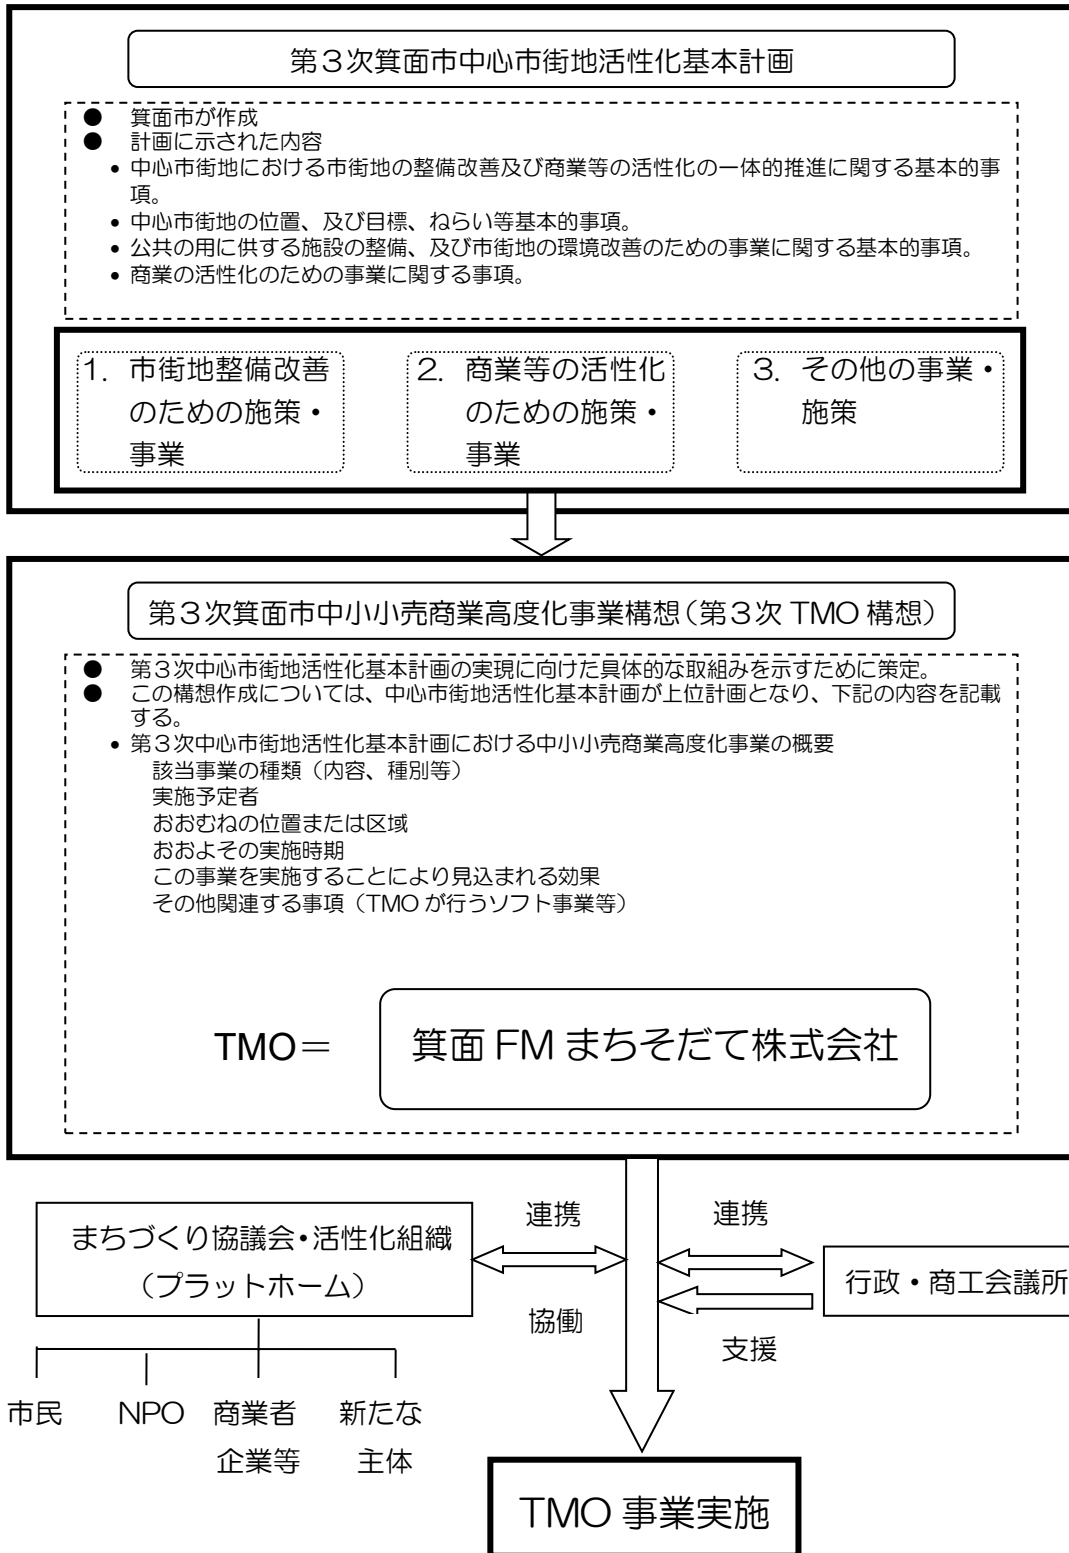 第３次箕面市中心市街地活性化基本計画
● 箕面市が作成
● 計画に示された内容
• 中心市街地における市街地の整備改善及び商業等の活性化の一体的推進に関する基本的事
項。
• 中心市街地の位置、及び目標、ねらい等基本的事項。
• 公共の用に供する施設の整備、及び市街地の環境改善のための事業に関する基本的事項。
• 商業の活性化のための事業に関する事項。
1. 市街地整備改善
のための施策・
事業
2. 商業等の活性化
のための施策・
事業
3. その他の事業・
施策
第３次箕面市中小小売商業高度化事業構想（第３次 TMO 構想）
● 第３次中心市街地活性化基本計画の実現に向けた具体的な取組みを示すために策定。
● この構想作成については、中心市街地活性化基本計画が上位計画となり、下記の内容を記載
する。
• 第３次中心市街地活性化基本計画における中小小売商業高度化事業の概要
該当事業の種類（内容、種別等）
実施予定者
おおむねの位置または区域
おおよその実施時期
この事業を実施することにより見込まれる効果
その他関連する事項（TMO が行うソフト事業等）
TMO＝
箕面 FM まちそだて株式会社
連携
連携
まちづくり協議会・活性化組織
（プラットホーム）
行政・商工会議所
協働
支援
市民
NPO
商業者
企業等
新たな
主体
TMO 事業実施